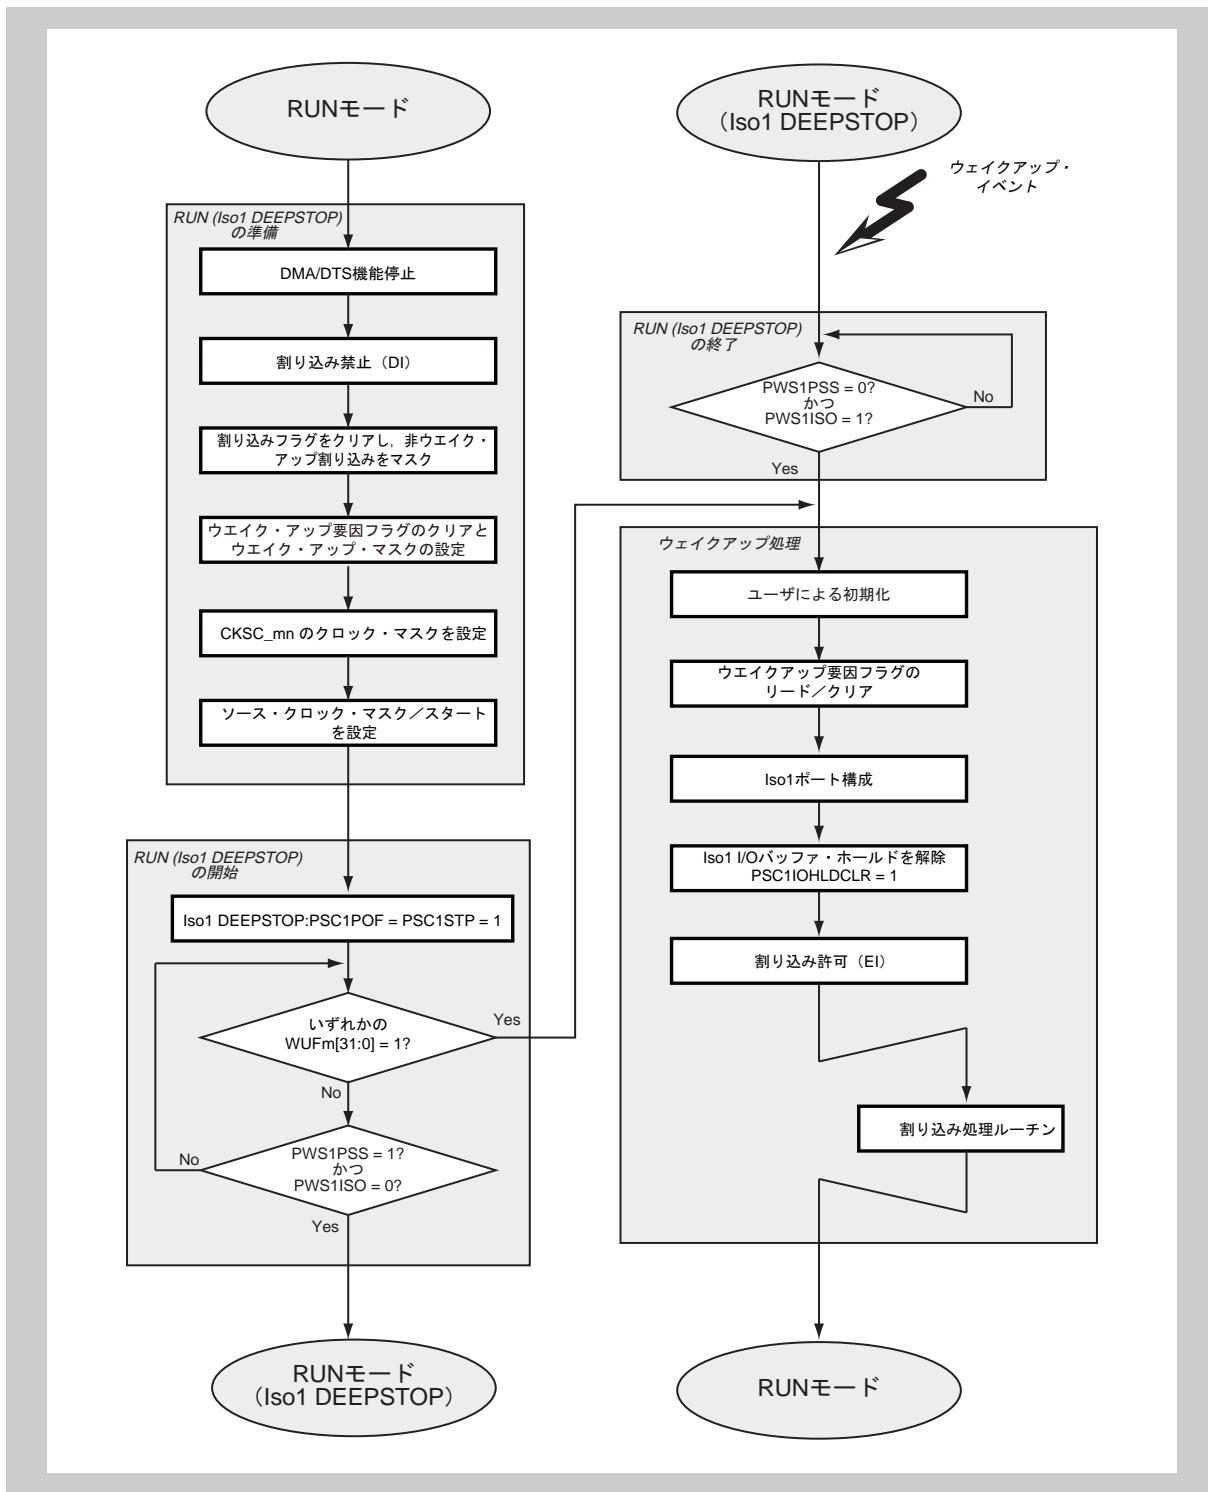 RUNモード
RUN (Iso1 DEEPSTOP)
の準備
DMA/DTS機能停止
割り込み禁止（DI）
割り込みフラグをクリアし，非ウエイク・
アップ割り込みをマスク
ウエイク・アップ要因フラグのクリアと
ウエイク・アップ・マスクの設定
CKSC_mn のクロック・マスクを設定
ソース・クロック・マスク／スタート
を設定
RUN (Iso1 DEEPSTOP)
の開始
Iso1 DEEPSTOP:PSC1POF = PSC1STP = 1
いずれかの
WUFm[31:0] = 1?
Yes
No
PWS1PSS = 1?
かつ
PWS1ISO = 0?
No
Yes
RUNモード
（Iso1 DEEPSTOP）
RUNモード
（Iso1 DEEPSTOP）
ウェイクアップ・
イベント
RUN (Iso1 DEEPSTOP)
の終了
PWS1PSS = 0?
かつ
PWS1ISO = 1?
No
Yes
ウェイクアップ処理
ユーザによる初期化
ウエイクアップ要因フラグの
リード／クリア
Iso1ポート構成
Iso1 I/Oバッファ・ホールドを解除
PSC1IOHLDCLR = 1
割り込み許可（EI）
割り込み処理ルーチン
RUNモード